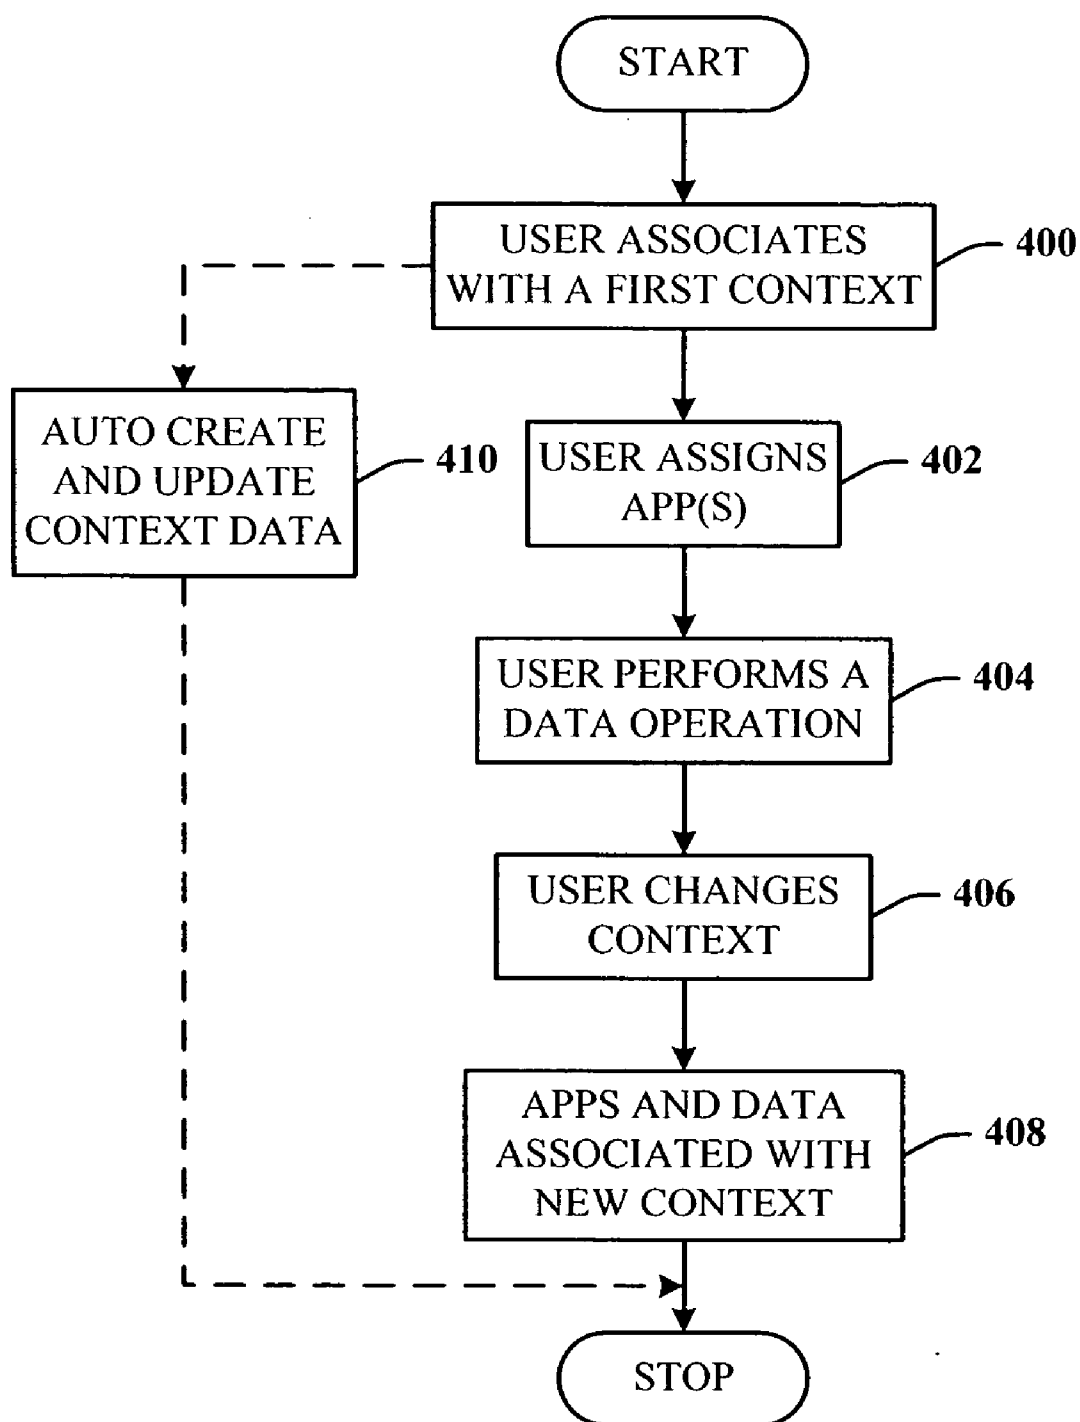 START
USER ASSOCIATES
WITH A FIRST CONTEXT
400
AUTO CREATE
AND UPDATE
CONTEXT DATA
410
USER ASSIGNS
APP(S)
402
USER PERFORMS A
DATA OPERATION
404
USER CHANGES
CONTEXT
406
APPS AND DATA
ASSOCIATED WITH
NEW CONTEXT
408
STOP